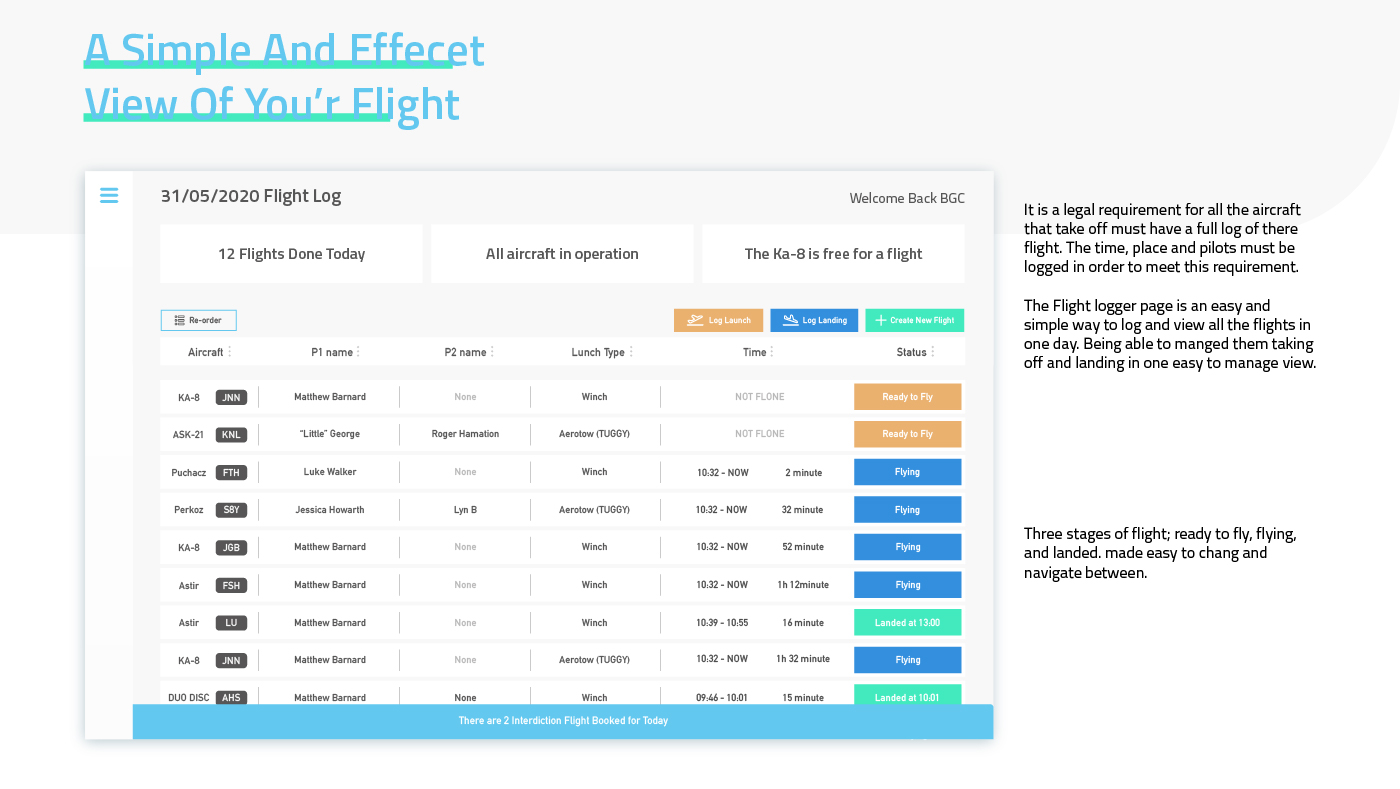 A Simple And Effecet
View Of You’r Flight
31/05/2020 Flight Log
Welcome Back BGC
12 Flights Done Today
All aircraft in operation
The Ka-8 is free for a flight
Re-order
Log Launch
Log Landing
Create New Flight
Aircraft P1 name P2 name Lunch Type Time Status
KA-8 JNN Matthew Barnard None Winch NOT FLONE Ready to Fly
ASK-21 KNL “Little” George Roger Hamation Aerotow (TUGGY) NOT FLONE Ready to Fly
Puchacz FTH Luke Walker None Winch 10:32 - NOW 2 minute Flying
Perkoz S8Y Jessica Howarth Lyn B Aerotow (TUGGY) 10:32 - NOW 32 minute Flying
KA-8 JGB Matthew Barnard None Winch 10:32 - NOW 52 minute Flying
Astir FSH Matthew Barnard None Winch 10:32 - NOW 1h 12minute Flying
Astir LU Matthew Barnard None Winch 10:39 - 10:55 16 minute Landed at 13:00
KA-8 JNN Matthew Barnard None Aerotow (TUGGY) 10:32 - NOW 1h 32 minute Flying
DUO DISC AHS Matthew Barnard None Winch 09:46 - 10:01 15 minute Landed at 10:01
There are 2 Interdiction Flight Booked for Today
It is a legal requirement for all the aircraft
that take off must have a full log of there
flight. The time, place and pilots must be
logged in order to meet this requirement.
The Flight logger page is an easy and
simple way to log and view all the flights in
one day. Being able to manged them taking
off and landing in one easy to manage view.
Three stages of flight; ready to fly, flying,
and landed. made easy to chang and
navigate between.